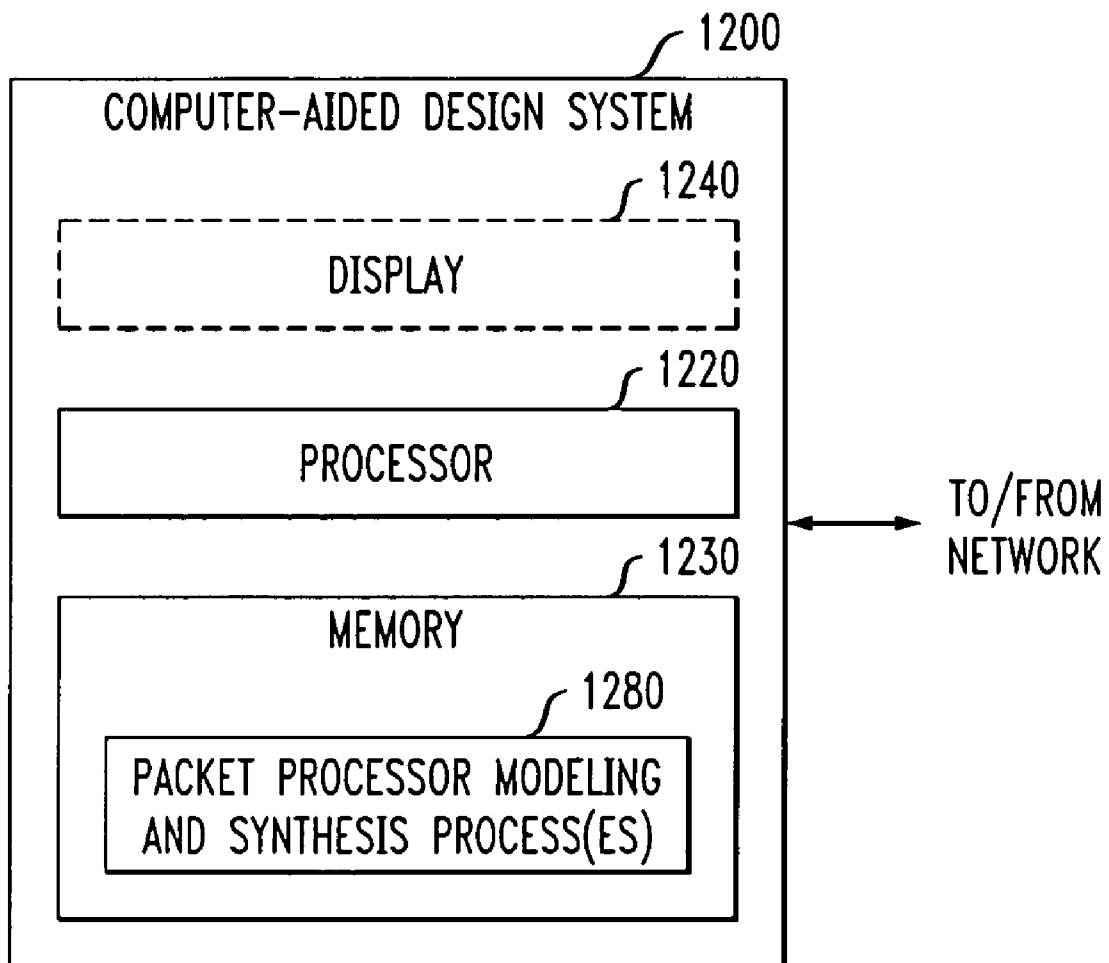 1200
COMPUTER-AIDED DESIGN SYSTEM
1240
DISPLAY
1220
PROCESSOR
TO/FROM
NETWORK
1230
MEMORY
1280
PACKET PROCESSOR MODELING
AND SYNTHESIS PROCESS(ES)